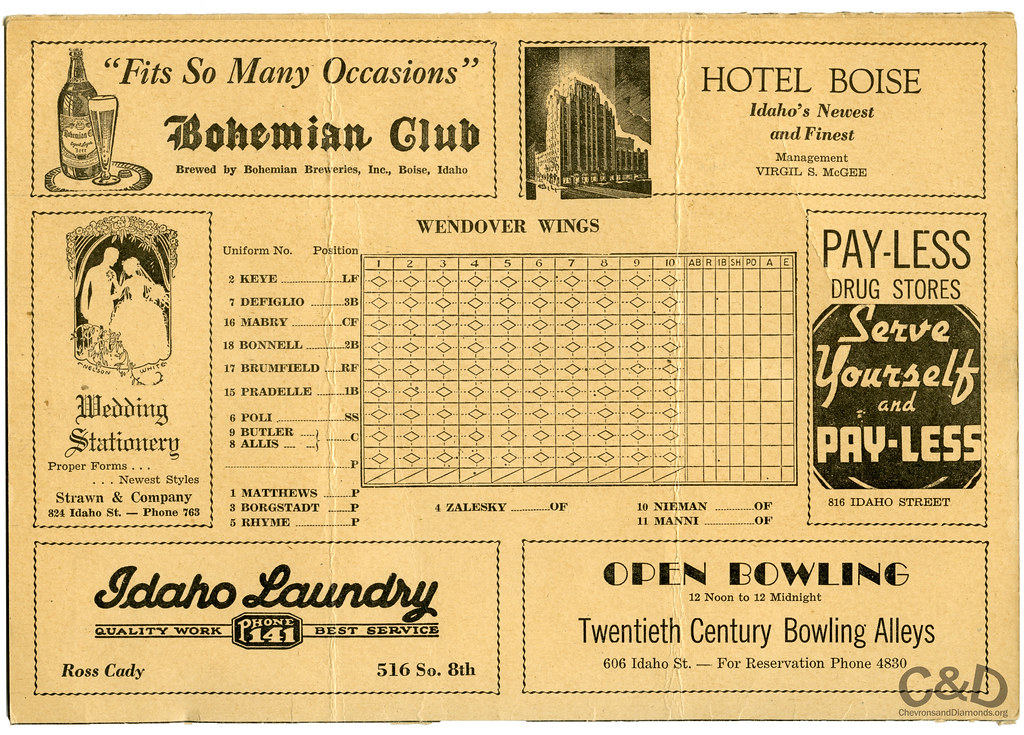 "Fits So Many Occasions"
Bohemian Club
Brewed by Bohemian Breweries, Inc., Boise, Idaho
HOTEL BOISE
Idaho's Newest
and Finest
Management
VIRGIL S. McGEE
NELSON WHITE
Wedding
Stationery
Proper Forms . . .
. . . Newest Styles
Strawn & Company
824 Idaho St. — Phone 763
WENDOVER WINGS
Uniform No. Position
1 2 3 4 5 6 7 8 9 10 AB R 1B SH PO A E
2 KEYE LF
7 DEFIGLIO 3B
16 MABRY CF
18 BONNELL 2B
17 BRUMFIELD RF
15 PRADELLE 1B
6 POLI SS
9 BUTLER
8 ALLIS C
P
1 MATTHEWS P
3 BORGSTADT P
5 RHYME P
4 ZALESKY OF
10 NIEMAN OF
11 MANNI OF
PAY-LESS
DRUG STORES
Serve
Yourself
and
PAY-LESS
816 IDAHO STREET
Idaho Laundry
QUALITY WORK PHONE 141 BEST SERVICE
Ross Cady 516 So. 8th
OPEN BOWLING
12 Noon to 12 Midnight
Twentieth Century Bowling Alleys
606 Idaho St. — For Reservation Phone 4830
C&D
ChevronsandDiamonds.org